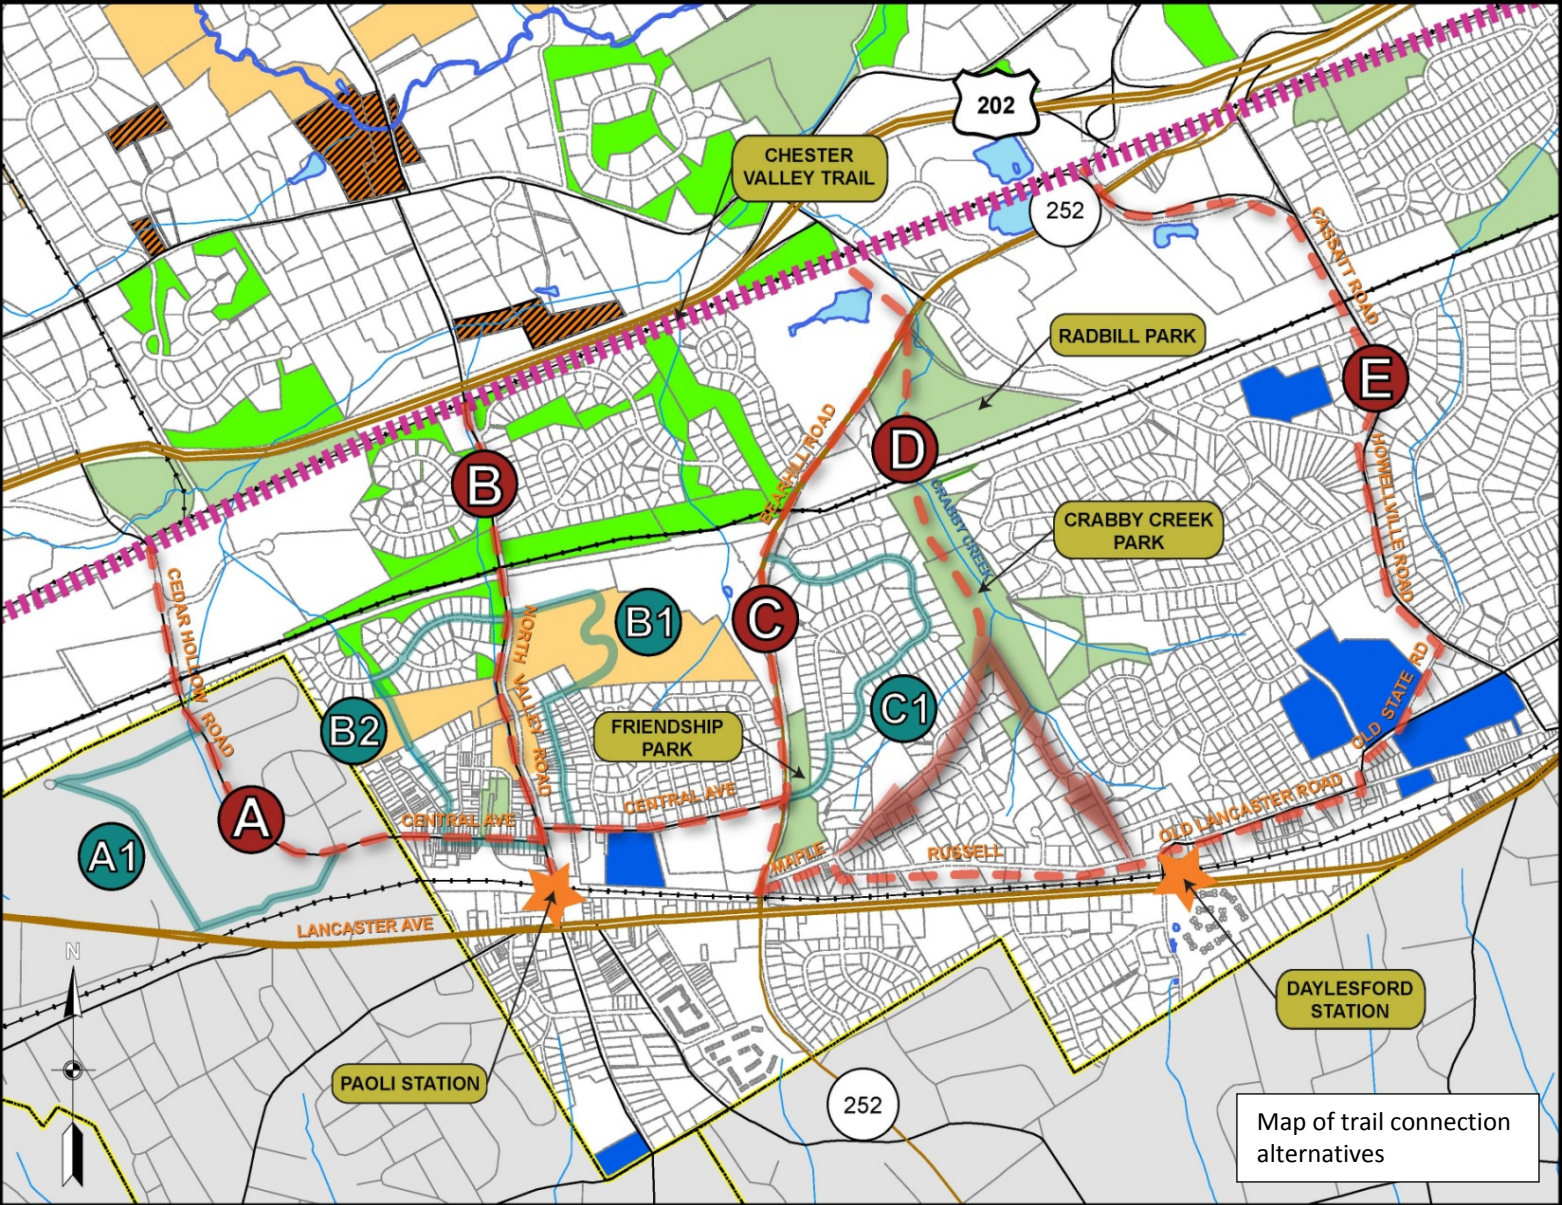 202
CHESTER
VALLEY TRAIL
252
CASSATT ROAD
RADBILL PARK
E
BEARHILL ROAD
D
B
HOWELLVILLE ROAD
CRABBY CREEK
CRABBY CREEK
PARK
CEDAR HOLLOW ROAD
NORTH VALLEY ROAD
B1
C
B2
C1
FRIENDSHIP
PARK
OLD STATE RD
A
CENTRAL AVE
CENTRAL AVE
OLD LANCASTER ROAD
A1
MAPLE
RUSSELL
LANCASTER AVE
N
DAYLESFORD
STATION
PAOLI STATION
252
Map of trail connection
alternatives